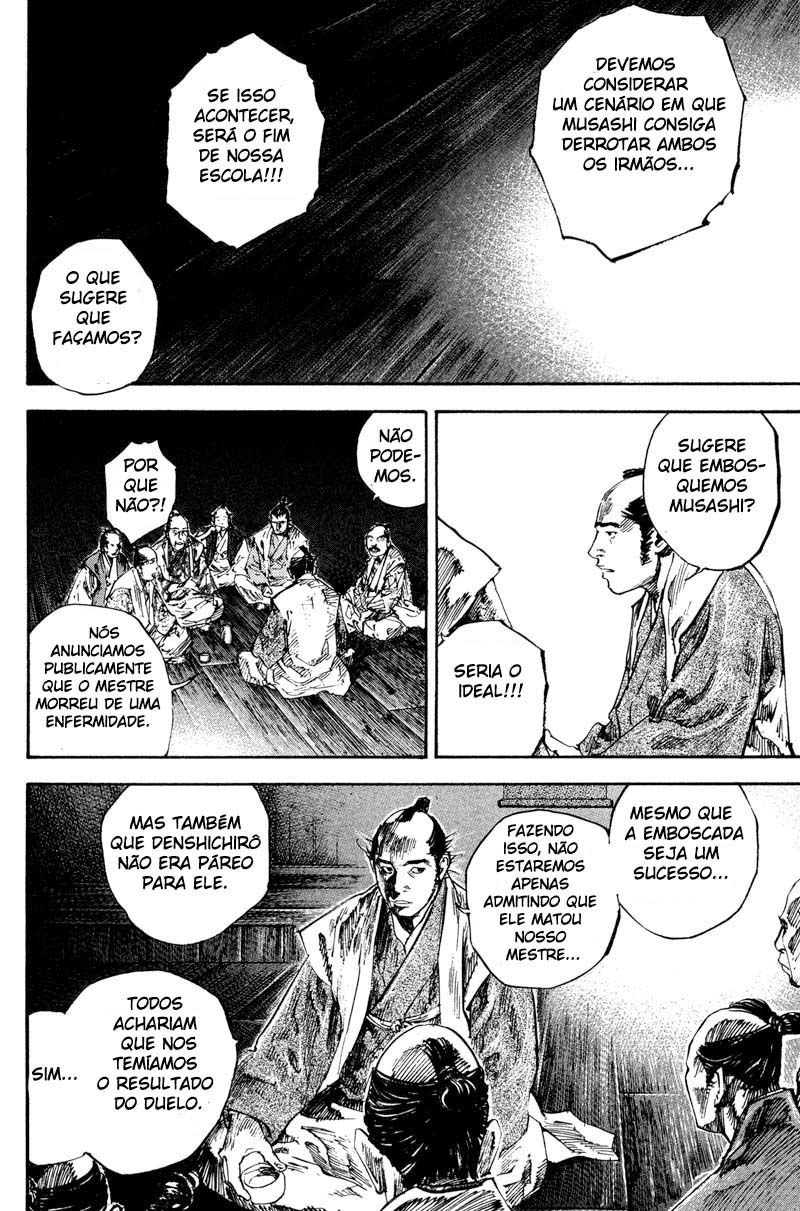 DEVEMOS
CONSIDERAR
UM CENÁRIO EM QUE
MUSASHI CONSIGA
DERROTAR AMBOS
OS IRMÃOS...
SE ISSO
ACONTECER,
SERÁ O FIM
DE NOSSA
ESCOLA!!!
O QUE
SUGERE
QUE
FAÇAMOS?
SUGERE
QUE EMBOS-
QUEMOS
MUSASHI?
SERIA O
IDEAL!!!
NÃO
PODE-
MOS.
POR
QUE
NÃO?!
NÓS
ANUNCIAMOS
PUBLICAMENTE
QUE O MESTRE
MORREU DE UMA
ENFERMIDADE.
MESMO QUE
A EMBOSCADA
SEJA UM
SUCESSO...
FAZENDO
ISSO, NÃO
ESTAREMOS
APENAS
ADMITINDO QUE
ELE MATOU
NOSSO
MESTRE...
MAS TAMBÉM
QUE DENSHICHIRÔ
NÃO ERA PÁREO
PARA ELE.
TODOS
ACHARIAM
QUE NOS
TEMÍAMOS
O RESULTADO
DO DUELO.
SIM...